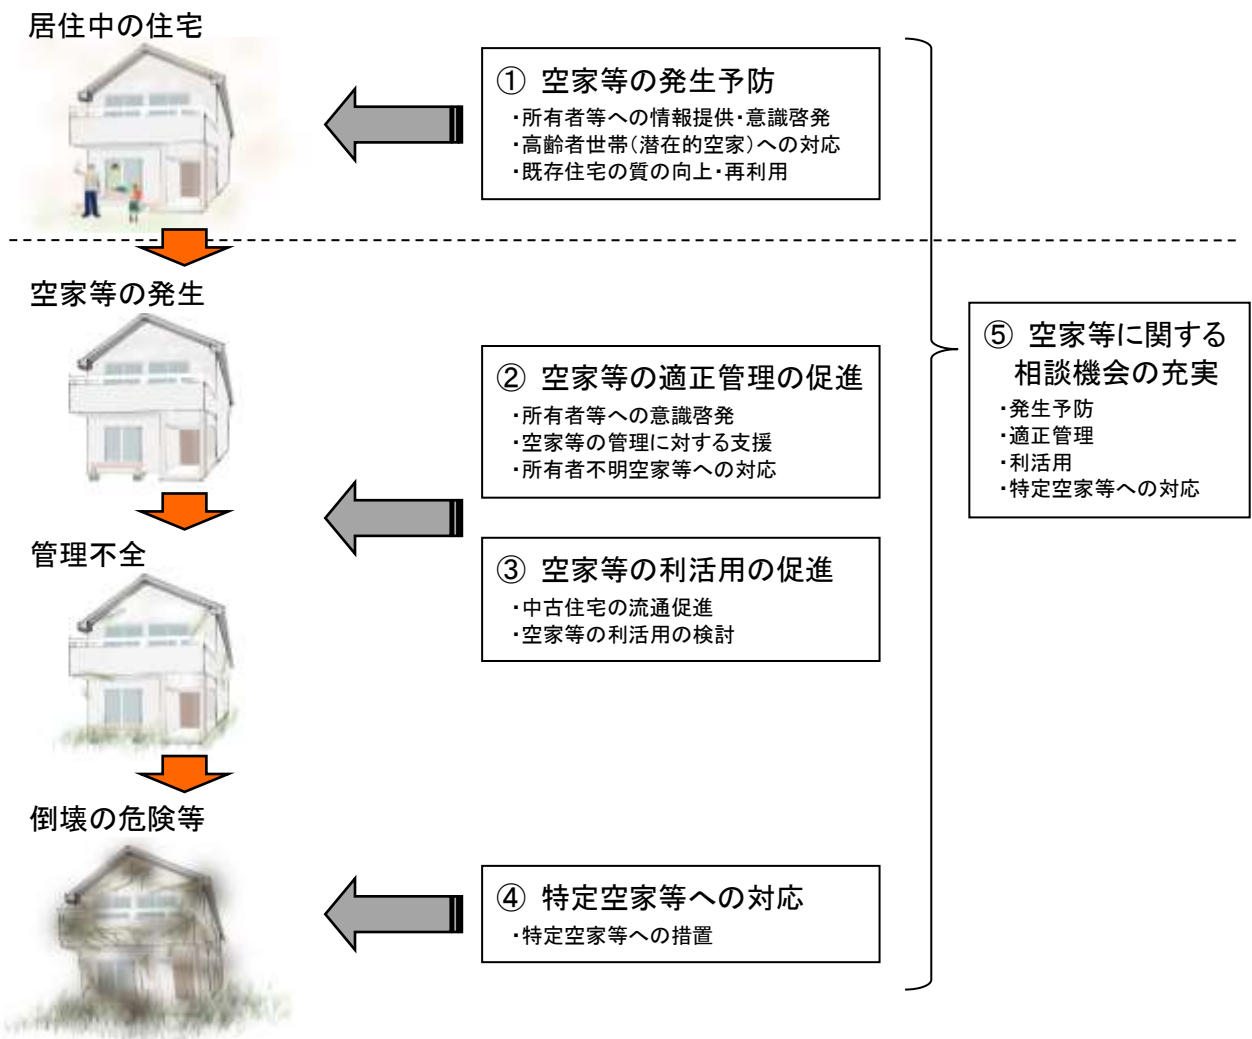 居住中の住宅
① 空家等の発生予防
・所有者等への情報提供・意識啓発
・高齢者世帯(潜在的空家)への対応
・既存住宅の質の向上・再利用
空家等の発生
② 空家等の適正管理の促進
・所有者等への意識啓発
・空家等の管理に対する支援
・所有者不明空家等への対応
管理不全
③ 空家等の利活用の促進
・中古住宅の流通促進
・空家等の利活用の検討
倒壊の危険等
④ 特定空家等への対応
・特定空家等への措置
⑤ 空家等に関する
相談機会の充実
・発生予防
・適正管理
・利活用
・特定空家等への対応